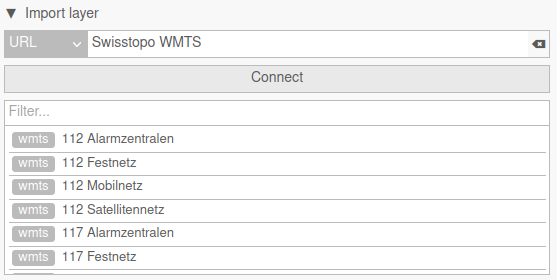 ▼ Import layer
URL Swisstopo WMTS
Connect
Filter...
wmts 112 Alarmzentralen
wmts 112 Festnetz
wmts 112 Mobilnetz
wmts 112 Satellitennetz
wmts 117 Alarmzentralen
wmts 117 Festnetz